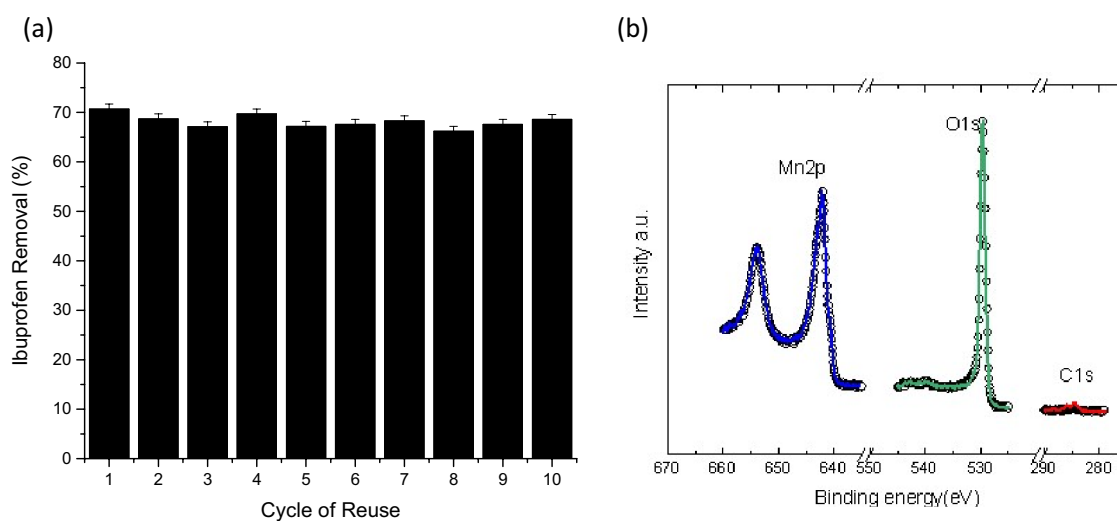 (a)
(b)
80
70
60
50
40
30
20
10
0
Ibuprofen Removal (%)
1 2 3 4 5 6 7 8 9 10
Cycle of Reuse
Intensity a.u.
Mn2p
O1s
C1s
670 660 650 640 540 530 290 280
Binding energy(eV)